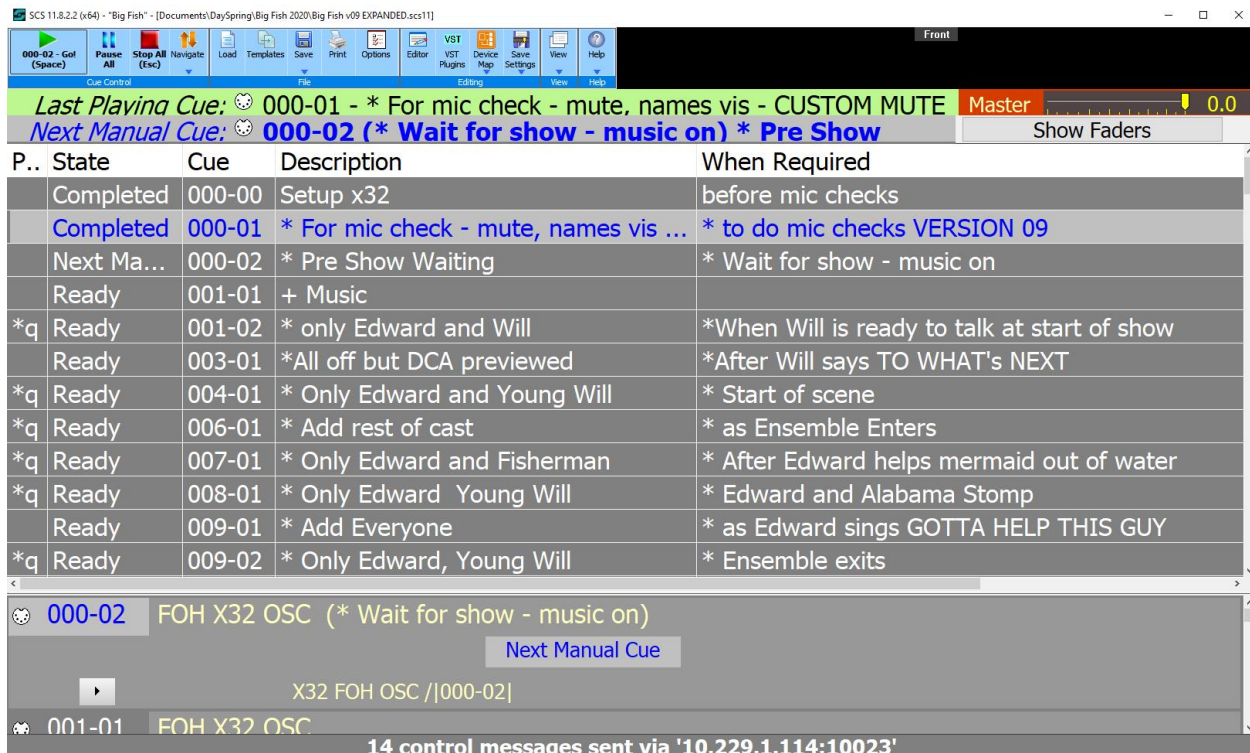 SCS 11.8.2.2 (x64) - "Big Fish" - [Documents\DaySpring\Big Fish 2020\Big Fish v09 EXPANDED.scs11]
Front
000-02 - Go! (Space) Pause All Stop All (Esc) Navigate Load Templates Save Print Options Editor VST VST Plugins Device Map Save Settings View Help
Cue Control File Editing View Help
Last Playing Cue: 000-01 - * For mic check - mute, names vis - CUSTOM MUTE Master 0.0
Next Manual Cue: 000-02 (* Wait for show - music on) * Pre Show Show Faders
P.. State Cue Description When Required
Completed 000-00 Setup x32 before mic checks
Completed 000-01 * For mic check - mute, names vis ... * to do mic checks VERSION 09
Next Ma... 000-02 * Pre Show Waiting * Wait for show - music on
Ready 001-01 + Music
*q Ready 001-02 * only Edward and Will *When Will is ready to talk at start of show
Ready 003-01 *All off but DCA previewed *After Will says TO WHAT's NEXT
*q Ready 004-01 * Only Edward and Young Will * Start of scene
*q Ready 006-01 * Add rest of cast * as Ensemble Enters
*q Ready 007-01 * Only Edward and Fisherman * After Edward helps mermaid out of water
*q Ready 008-01 * Only Edward  Young Will * Edward and Alabama Stomp
Ready 009-01 * Add Everyone * as Edward sings GOTTA HELP THIS GUY
*q Ready 009-02 * Only Edward, Young Will * Ensemble exits
000-02 FOH X32 OSC (* Wait for show - music on)
Next Manual Cue
X32 FOH OSC /|000-02|
001-01 FOH X32 OSC
14 control messages sent via '10.229.1.114:10023'